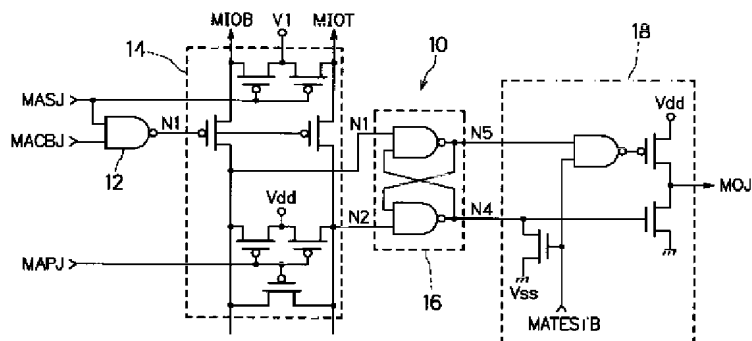 MIOB V1 MIOT
14
10
18
MASJ
MACBJ
N1
12
N1
N5
Vdd
MOJ
Vdd
N2
N4
MAPJ
16
Vss
MATESTB